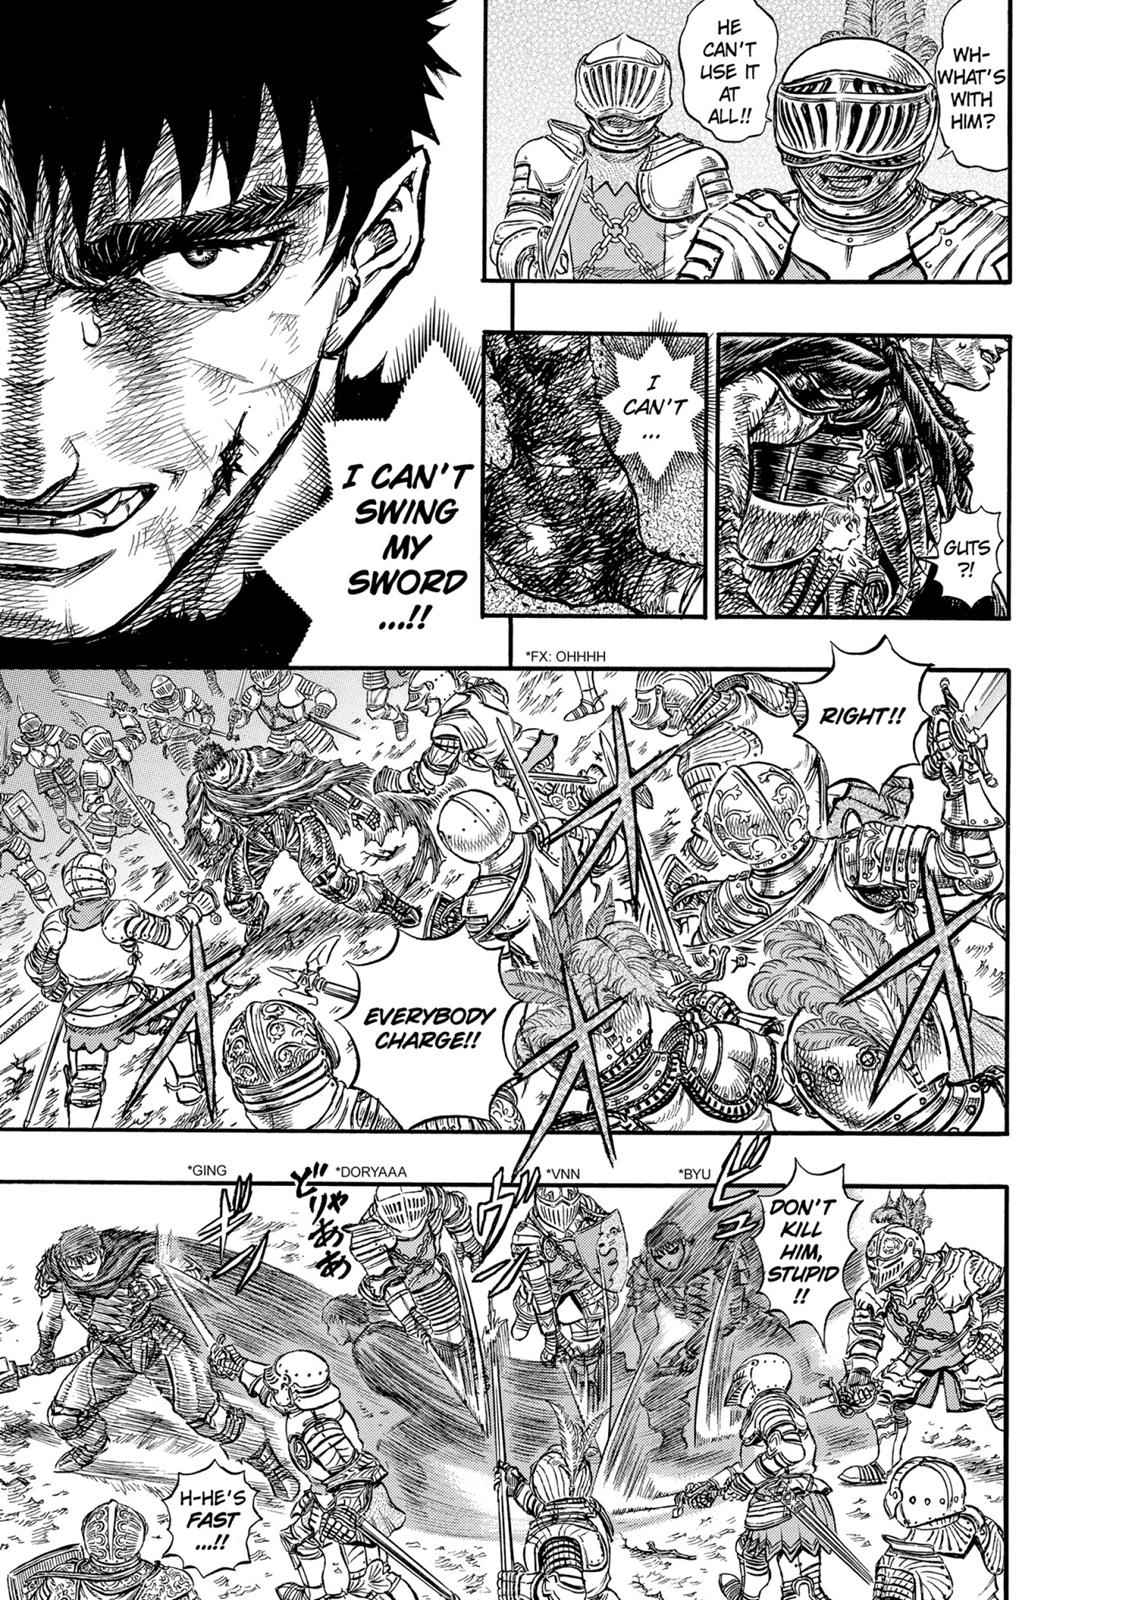 WH-
WHAT'S
WITH
HIM?
HE
CAN'T
USE IT
AT
ALL!!
GUTS
?!
I
CAN'T
...
I CAN'T
SWING
MY
SWORD
...!!
*FX: OHHHH
RIGHT!!
EVERYBODY
CHARGE!!
*BYU
*VNN
*DORYAAA
*GING
ビュ
ヴン
どりゃああ
ギン
DON'T
KILL
HIM,
STUPID
!!
H-HE'S
FAST
...!!